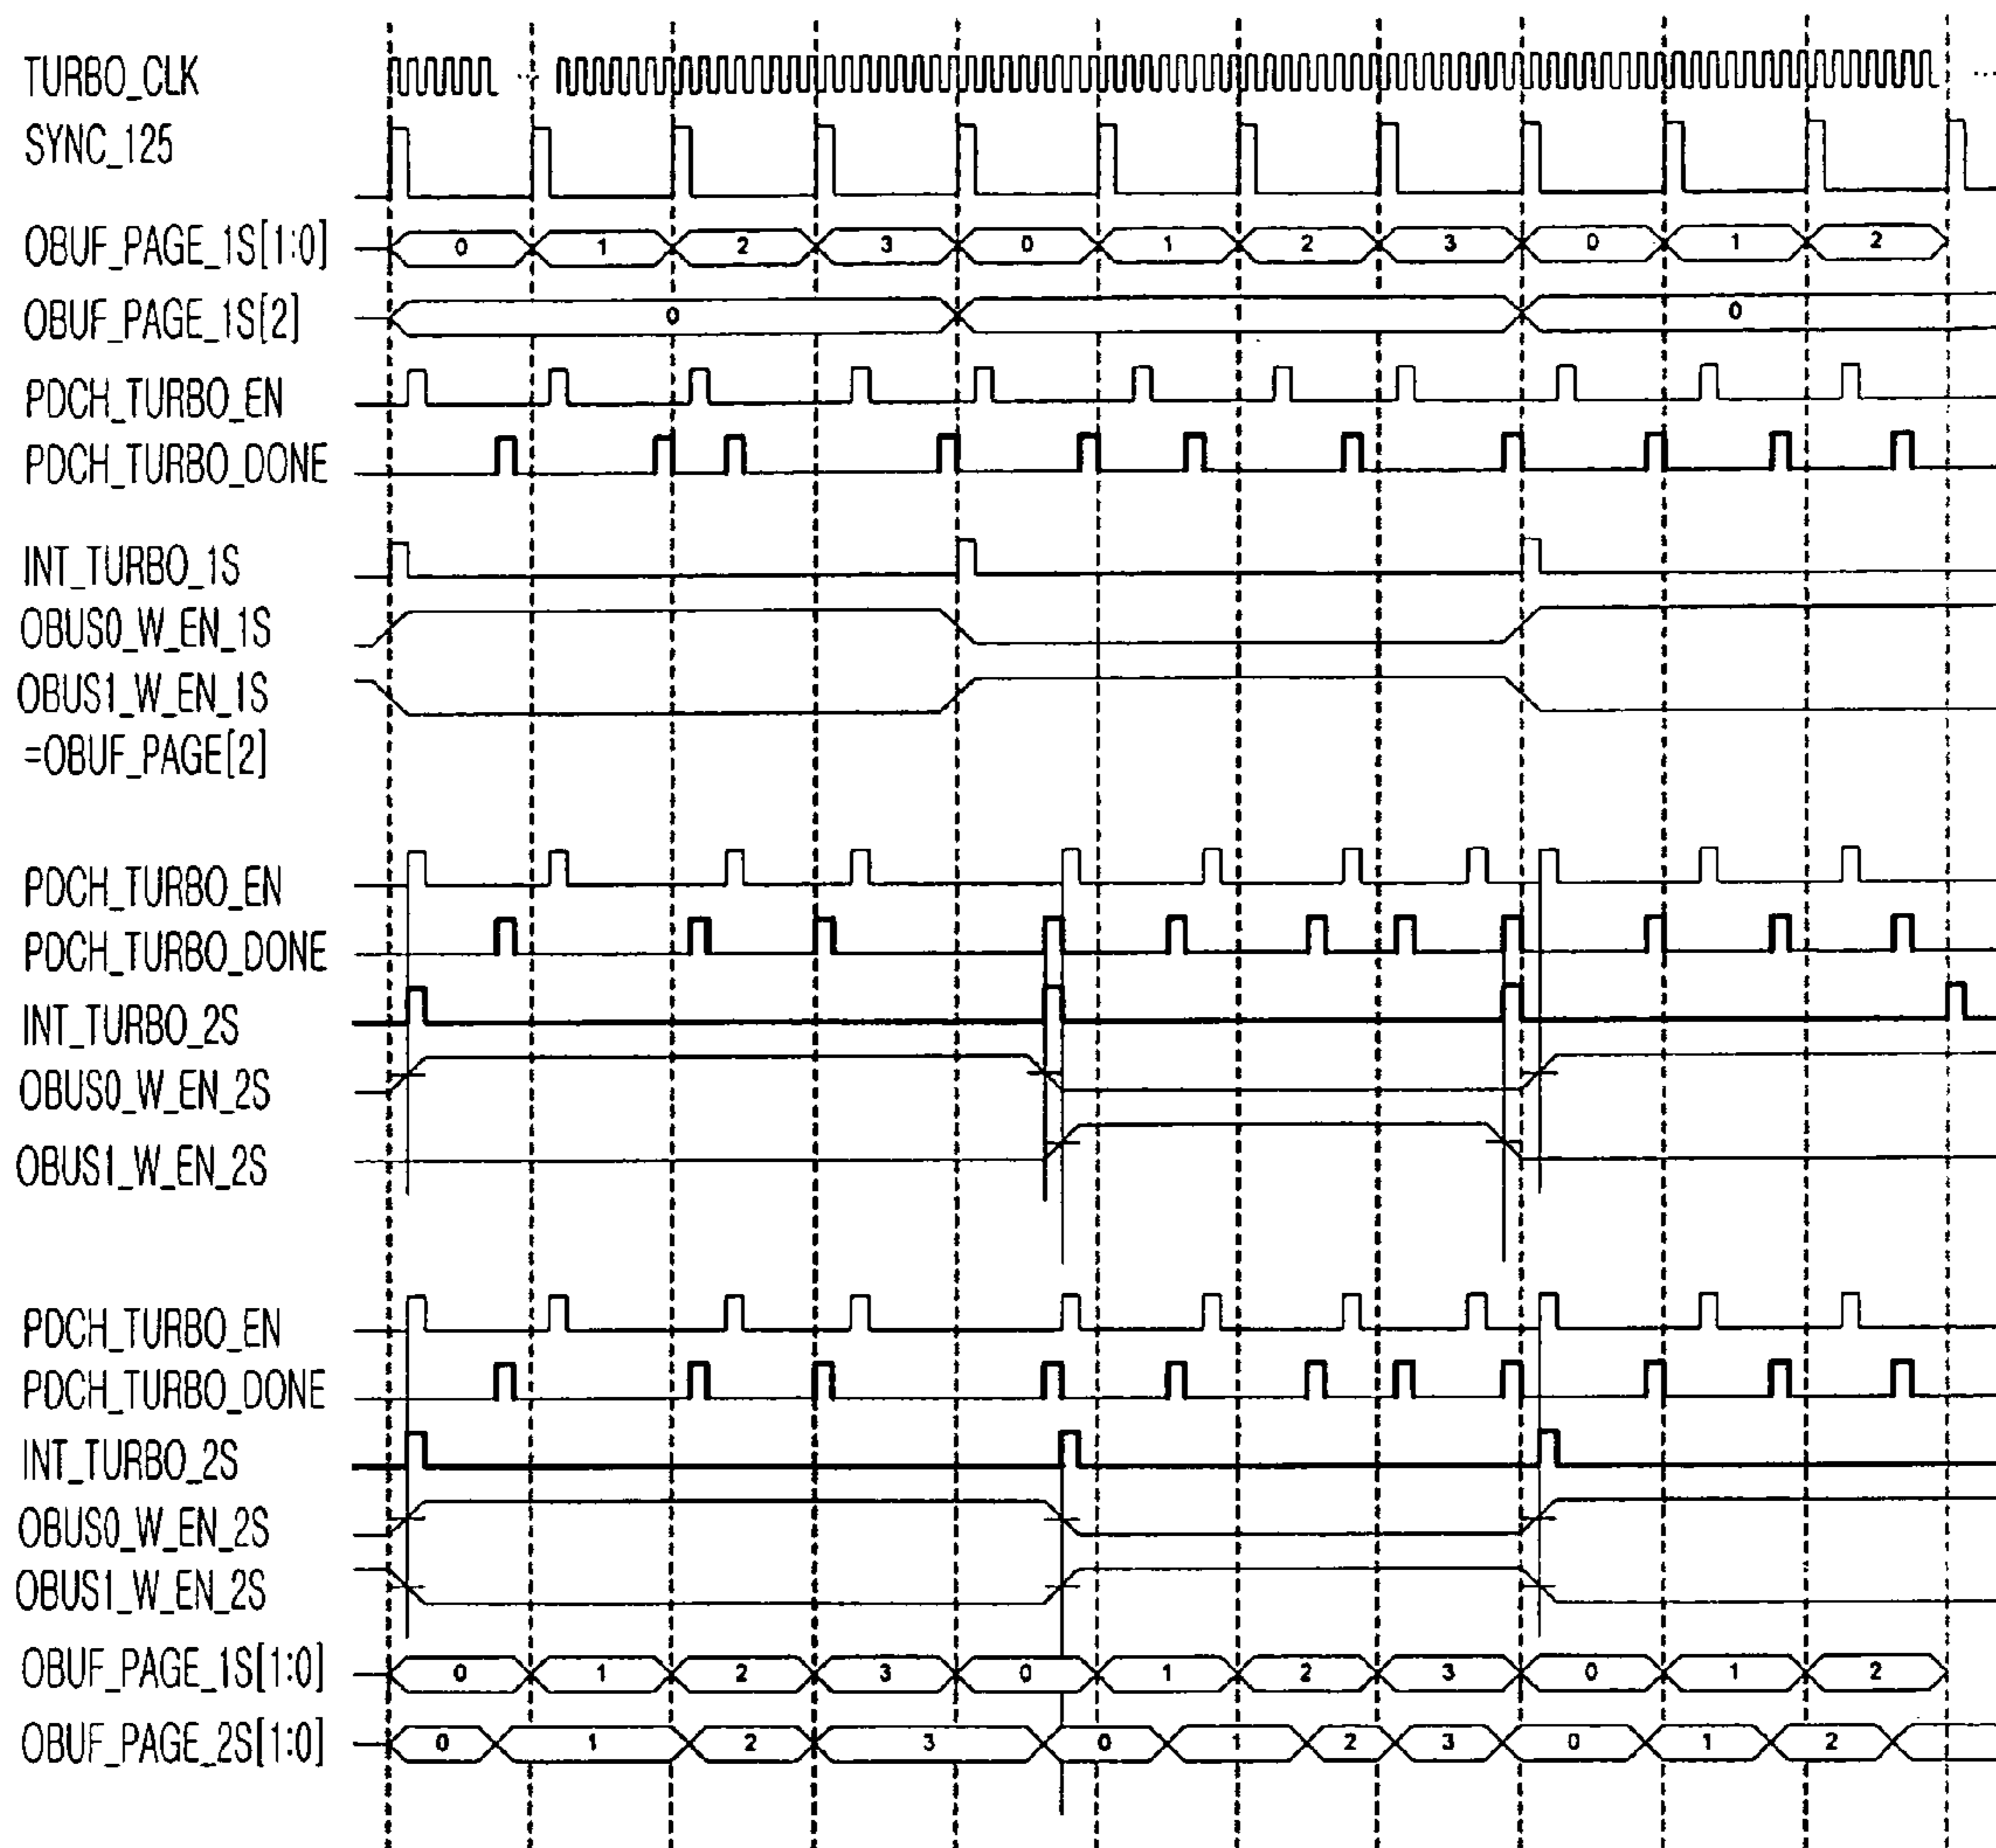 TURBO_CLK ... ...
SYNC_125
OBUF_PAGE_1S[1:0] 0 1 2 3 0 1 2 3 0 1 2
OBUF_PAGE_1S[2] 0 1 0
PDCH_TURBO_EN
PDCH_TURBO_DONE
INT_TURBO_1S
OBUS0_W_EN_1S
OBUS1_W_EN_1S
=OBUF_PAGE[2]
PDCH_TURBO_EN
PDCH_TURBO_DONE
INT_TURBO_2S
OBUS0_W_EN_2S
OBUS1_W_EN_2S
PDCH_TURBO_EN
PDCH_TURBO_DONE
INT_TURBO_2S
OBUS0_W_EN_2S
OBUS1_W_EN_2S
OBUF_PAGE_1S[1:0] 0 1 2 3 0 1 2 3 0 1 2
OBUF_PAGE_2S[1:0] 0 1 2 3 0 1 2 3 0 1 2